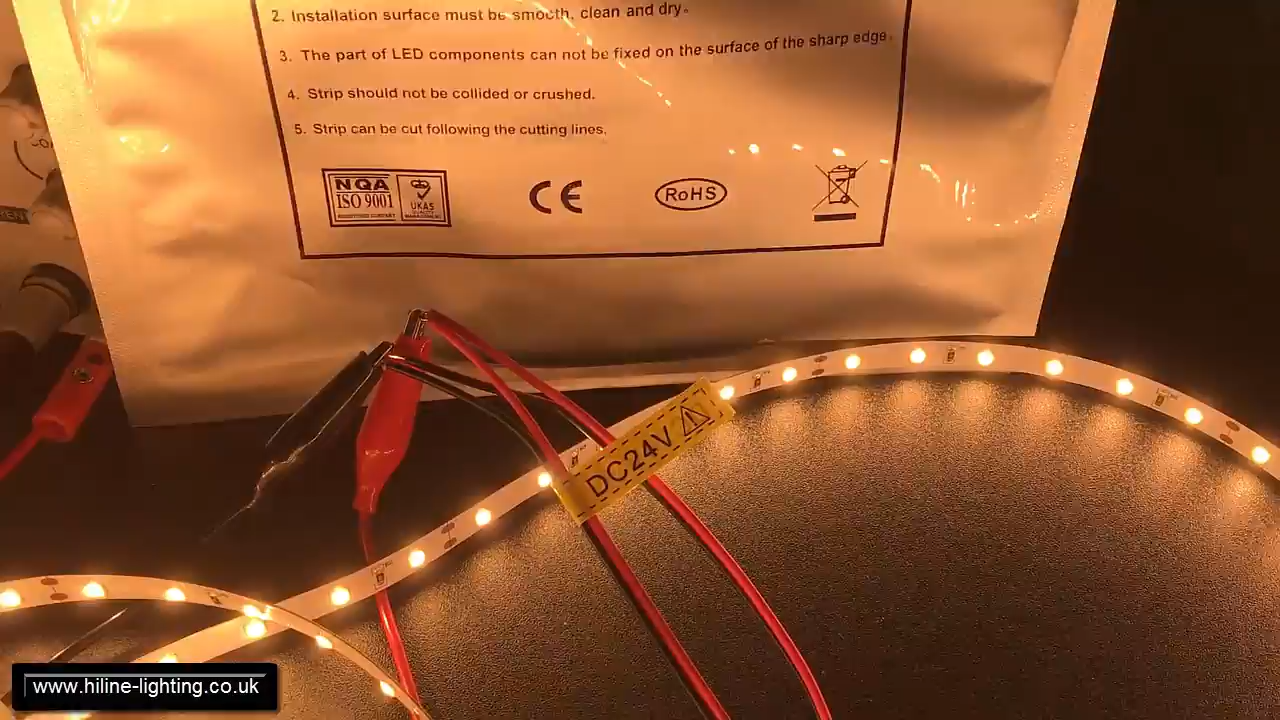 2. Installation surface must be smooth, clean and dry。
3. The part of LED components can not be fixed on the surface of the sharp edge.
4. Strip should not be collided or crushed.
5. Strip can be cut following the cutting lines.
NQA
ISO 9001
UKAS
MANAGEMENT
CE
RoHS
DC24V
www.hiline-lighting.co.uk